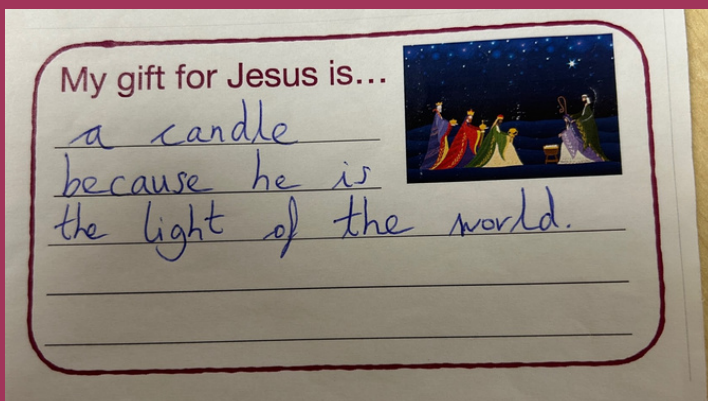 My gift for Jesus is...
a candle
because he is
the light of the world.